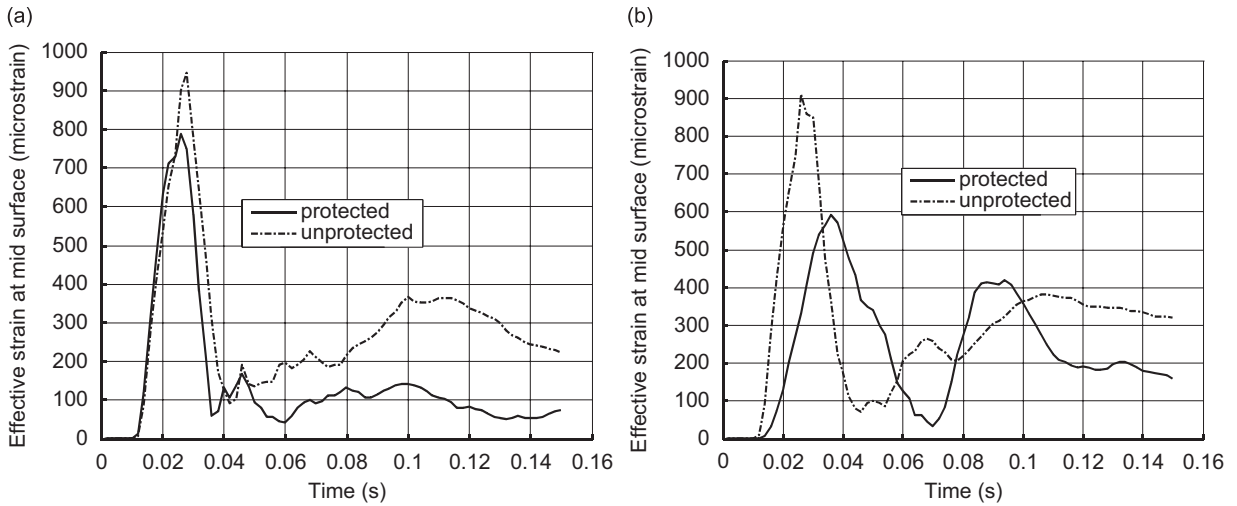 (a)
Effective strain at mid surface (microstrain)
1000
900
800
700
600
500
400
300
200
100
0
protected
unprotected
0 0.02 0.04 0.06 0.08 0.1 0.12 0.14 0.16
Time (s)
(b)
Effective strain at mid surface (microstrain)
1000
900
800
700
600
500
400
300
200
100
0
protected
unprotected
0 0.02 0.04 0.06 0.08 0.1 0.12 0.14 0.16
Time (s)